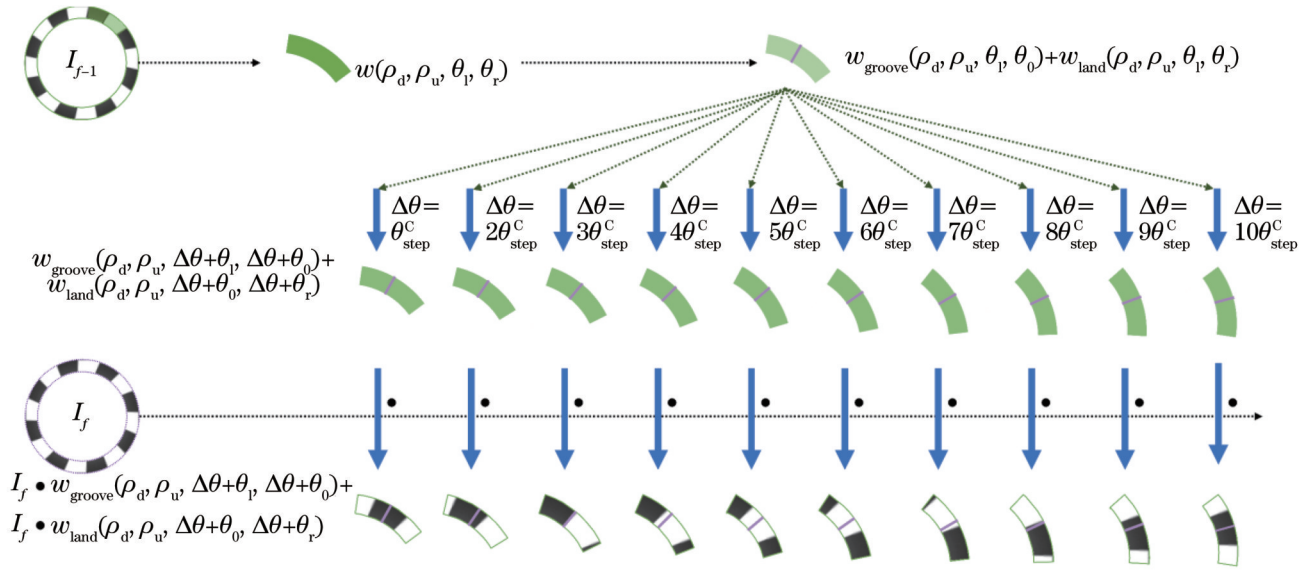 I_{f-1}
w(ρ_d, ρ_u, θ_l, θ_r)
w_groove(ρ_d, ρ_u, θ_l, θ_0)+w_land(ρ_d, ρ_u, θ_l, θ_r)
Δθ= θ^C_step
Δθ= 2θ^C_step
Δθ= 3θ^C_step
Δθ= 4θ^C_step
Δθ= 5θ^C_step
Δθ= 6θ^C_step
Δθ= 7θ^C_step
Δθ= 8θ^C_step
Δθ= 9θ^C_step
Δθ= 10θ^C_step
w_groove(ρ_d, ρ_u, Δθ+θ_l, Δθ+θ_0)+
w_land(ρ_d, ρ_u, Δθ+θ_0, Δθ+θ_r)
I_f
● ● ● ● ● ● ● ● ● ●
I_f ● w_groove(ρ_d, ρ_u, Δθ+θ_l, Δθ+θ_0)+
I_f ● w_land(ρ_d, ρ_u, Δθ+θ_0, Δθ+θ_r)